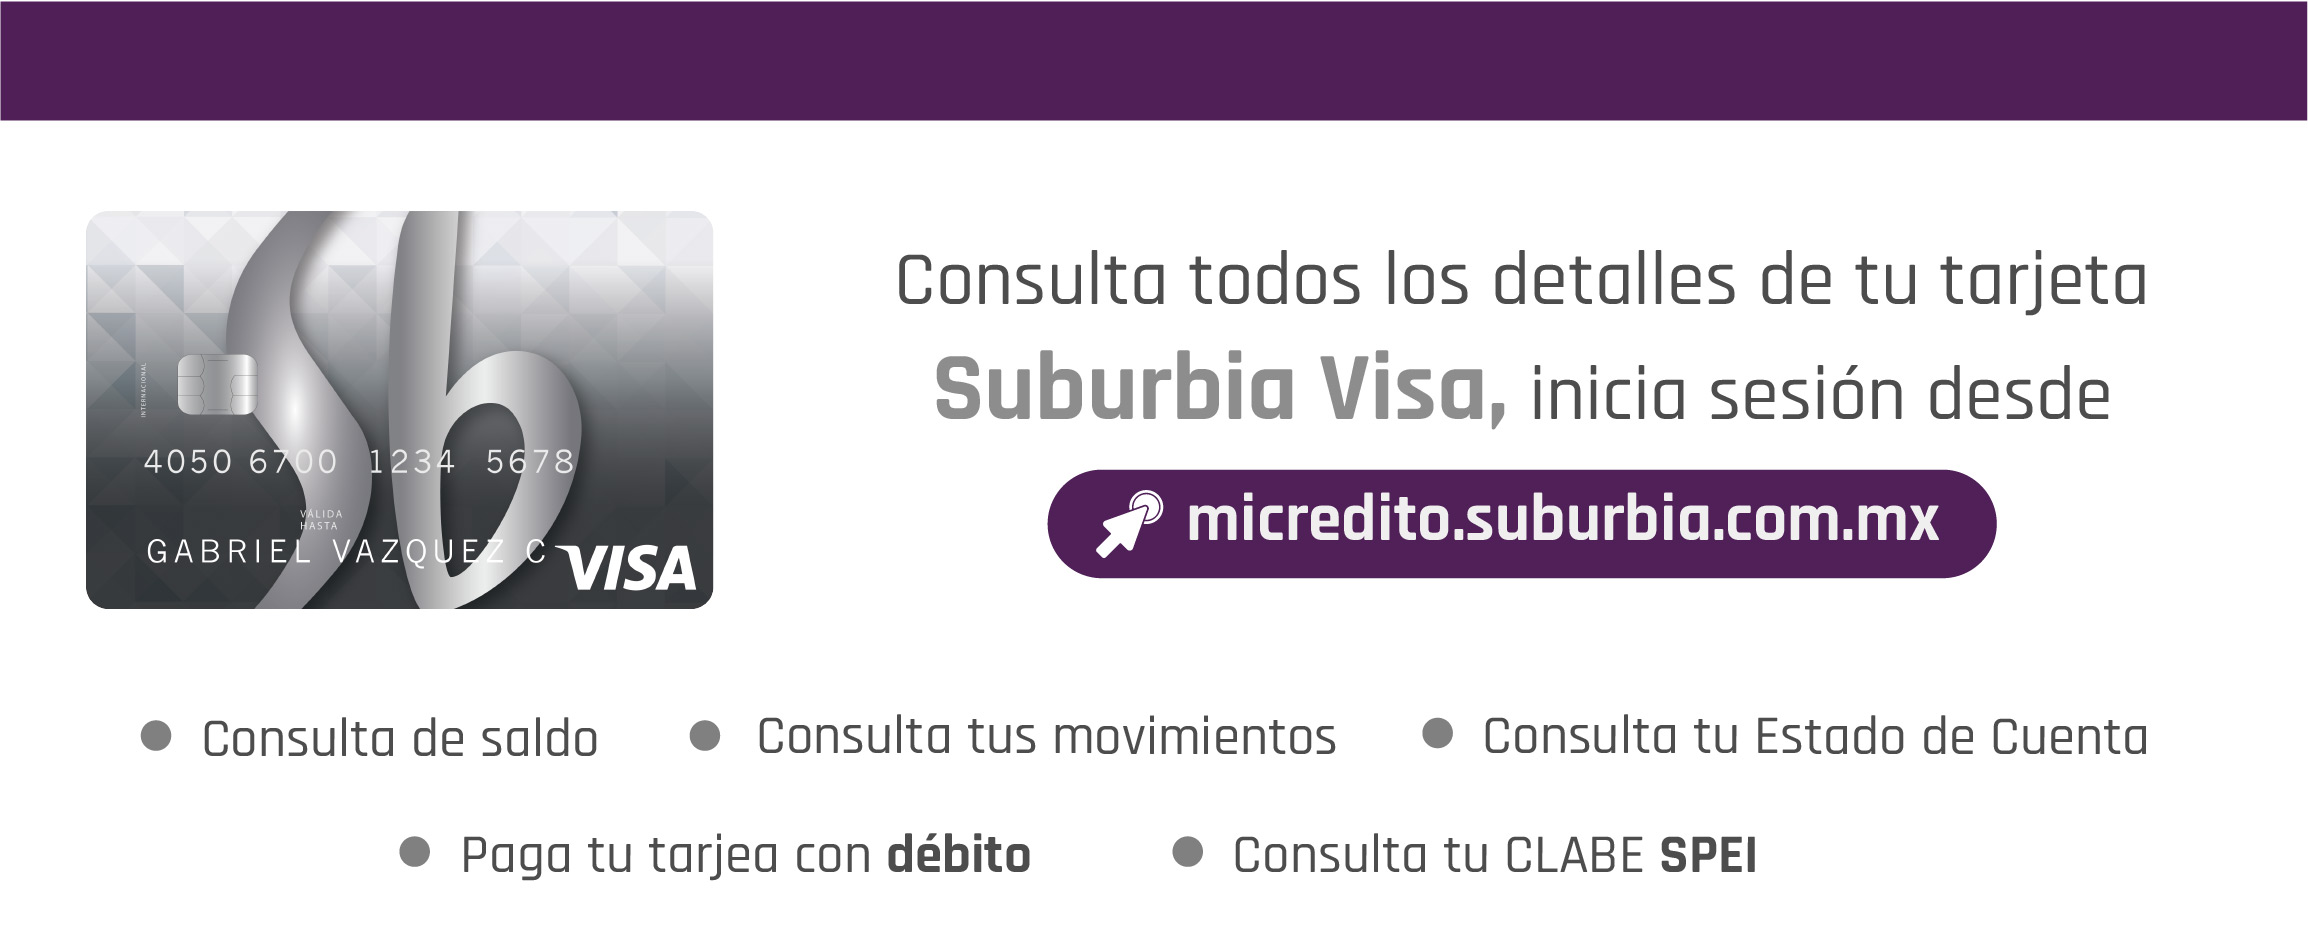 INTERNACIONAL
4050 6700 1234 5678
VÁLIDA
HASTA
GABRIEL VAZQUEZ C
VISA
Consulta todos los detalles de tu tarjeta
Suburbia Visa, inicia sesión desde
micredito.suburbia.com.mx
Consulta de saldo
Consulta tus movimientos
Consulta tu Estado de Cuenta
Paga tu tarjea con débito
Consulta tu CLABE SPEI